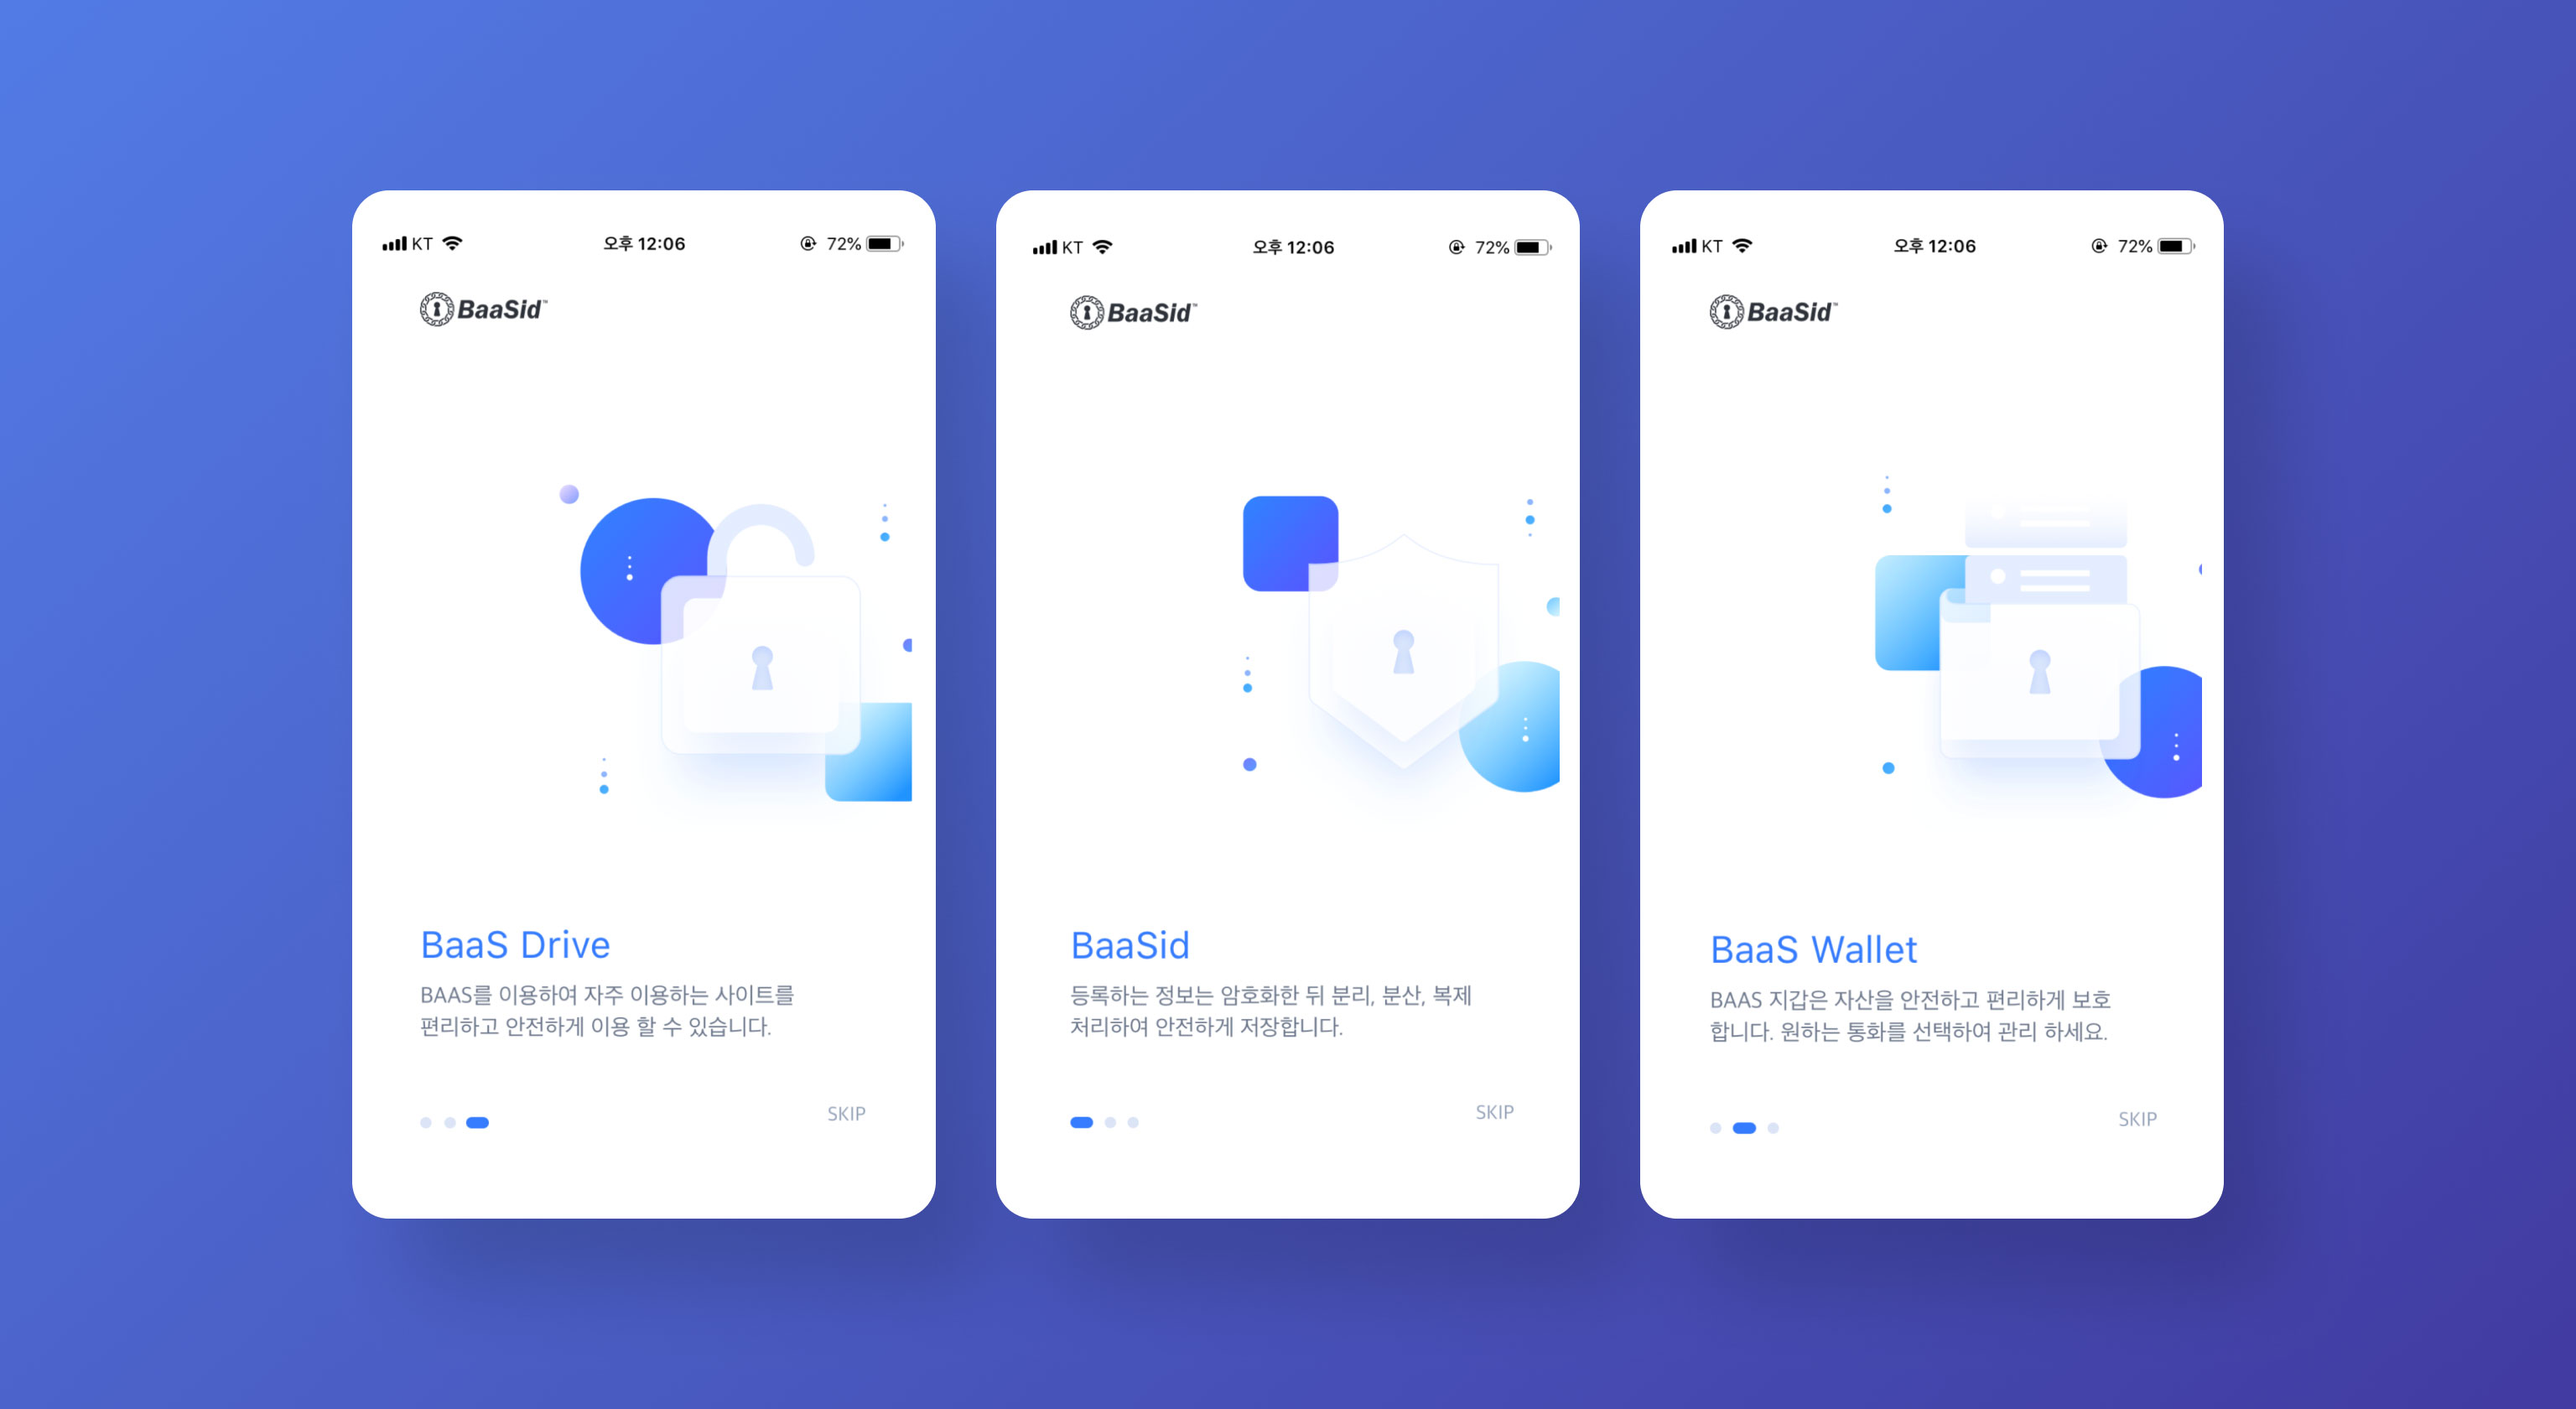 KT 오후 12:06 72%
BaaSid™
BaaS Drive
BAAS를 이용하여 자주 이용하는 사이트를
편리하고 안전하게 이용 할 수 있습니다.
SKIP
KT 오후 12:06 72%
BaaSid™
BaaSid
등록하는 정보는 암호화한 뒤 분리, 분산, 복제
처리하여 안전하게 저장합니다.
SKIP
KT 오후 12:06 72%
BaaSid™
BaaS Wallet
BAAS 지갑은 자산을 안전하고 편리하게 보호
합니다. 원하는 통화를 선택하여 관리 하세요.
SKIP